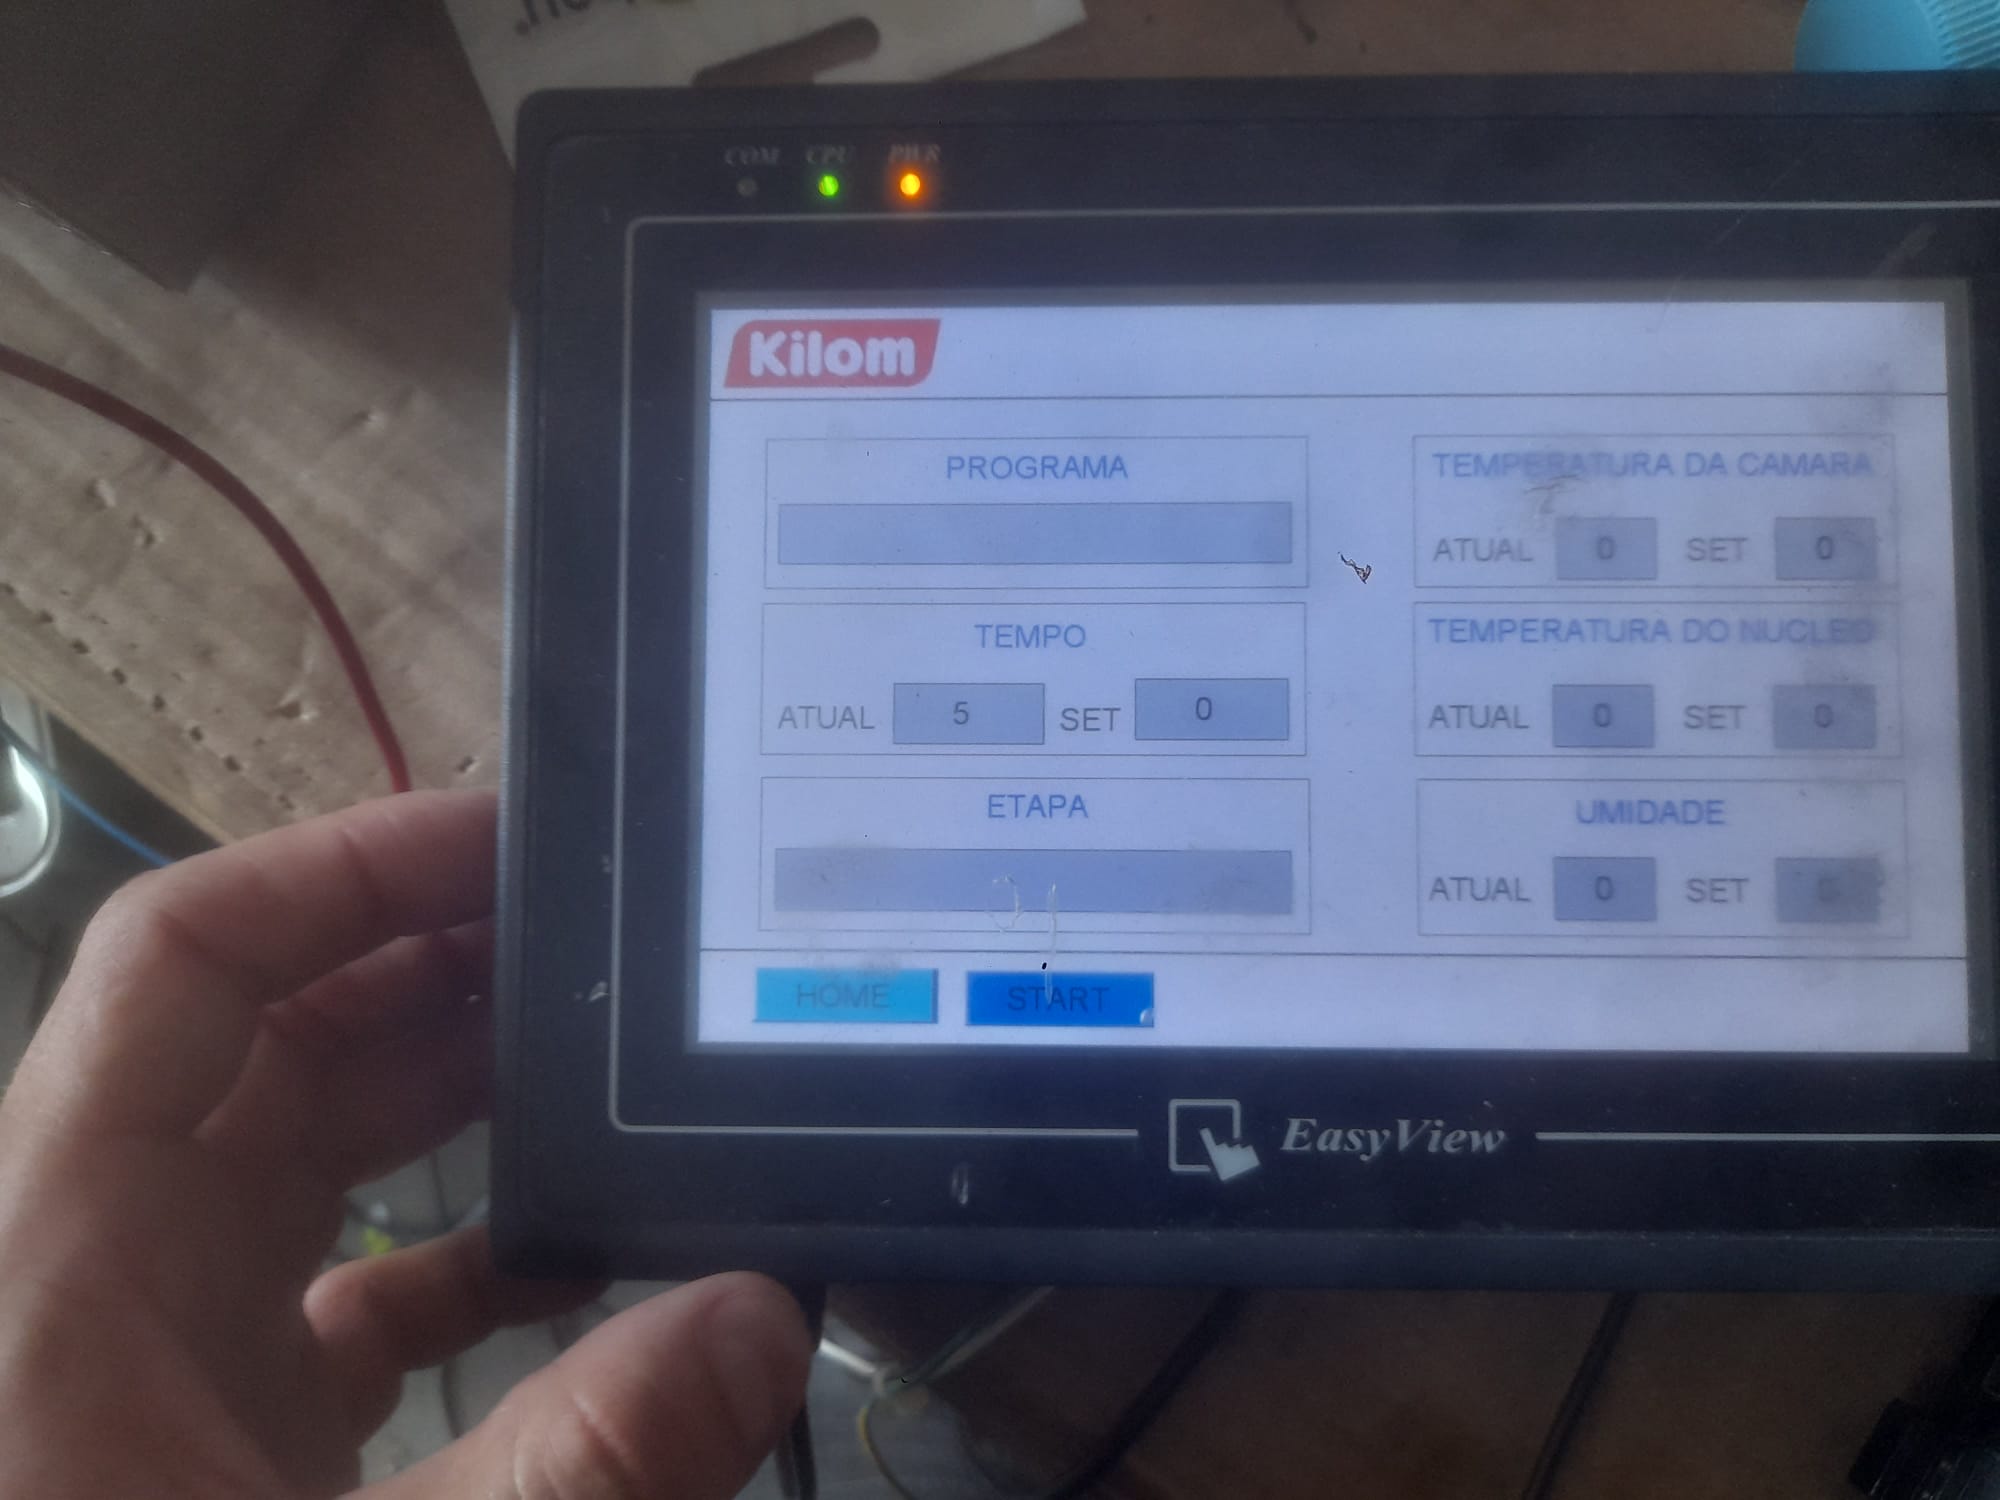 COM CPU PWR
Kilom
PROGRAMA
TEMPERATURA DA CAMARA
ATUAL 0 SET 0
TEMPO
ATUAL 5 SET 0
TEMPERATURA DO NUCLEO
ATUAL 0 SET 0
ETAPA
UMIDADE
ATUAL 0 SET
HOME START
EasyView